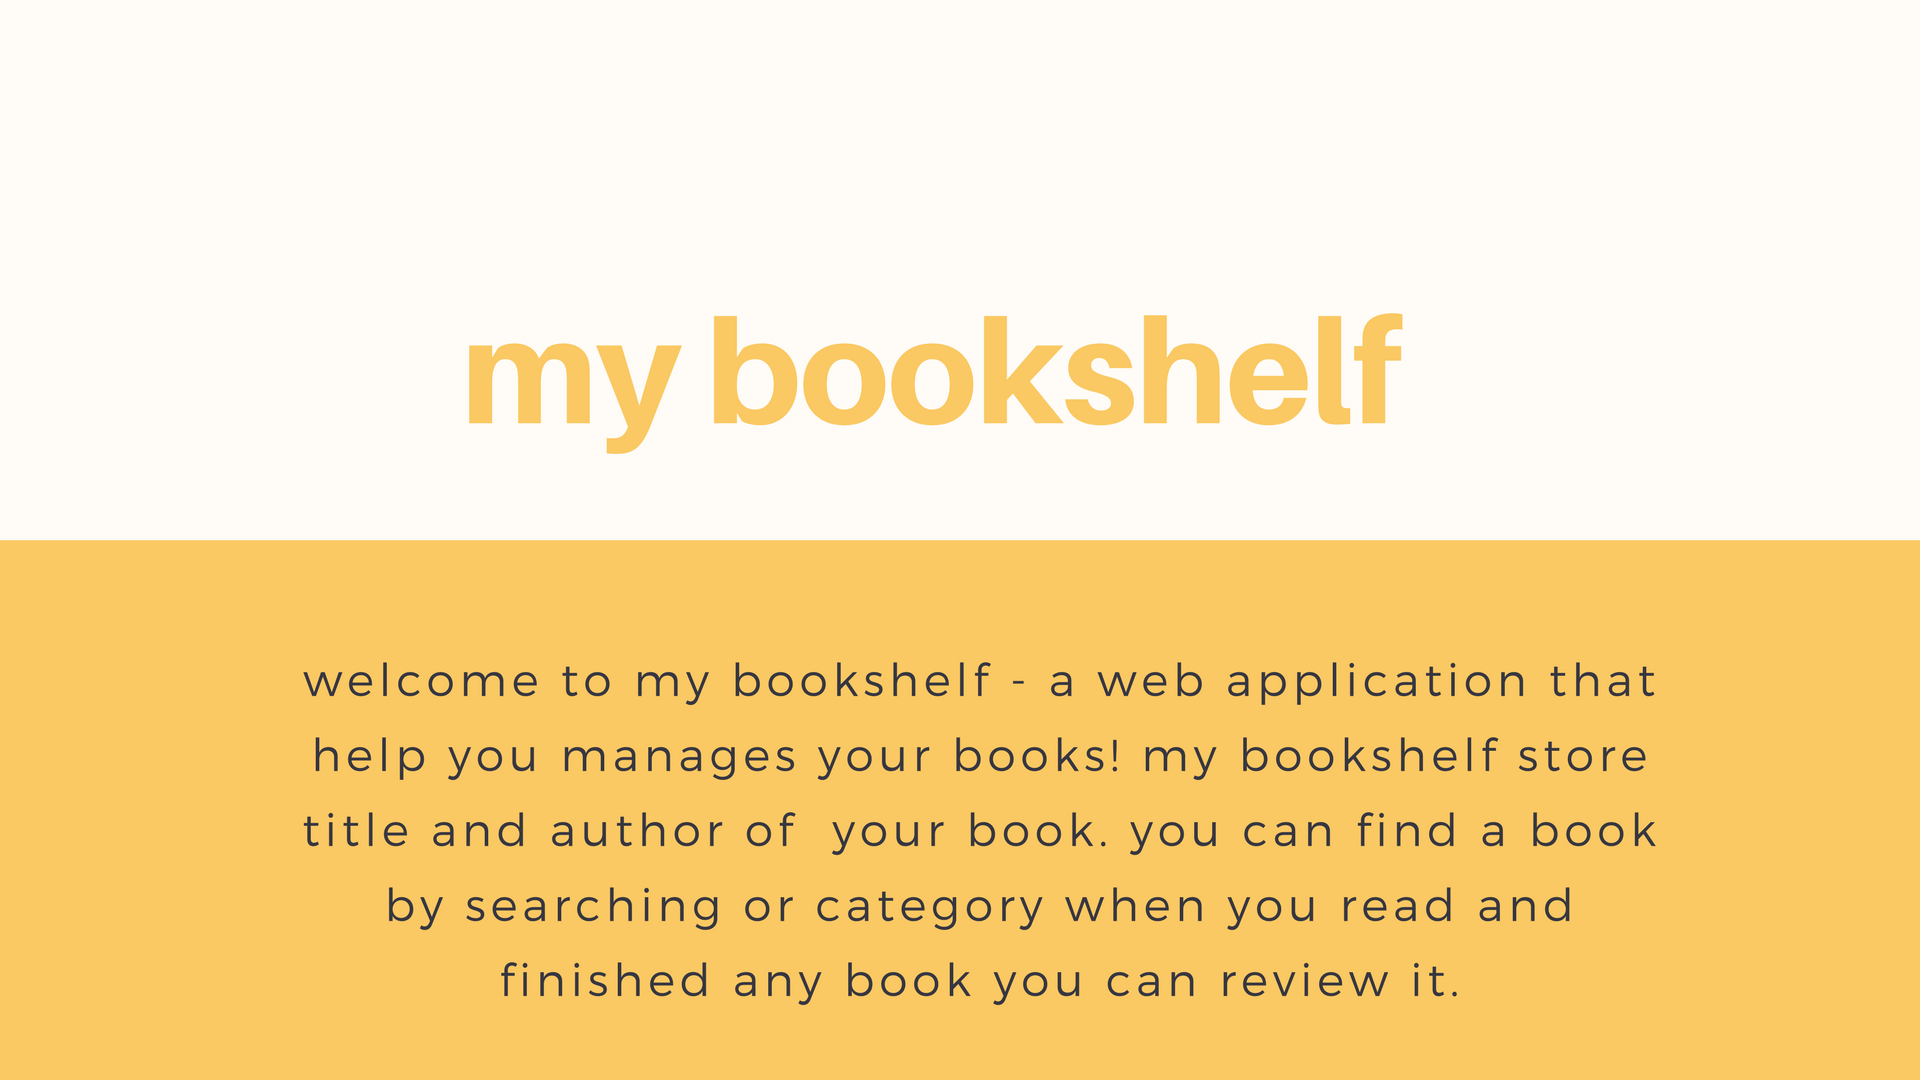 my bookshelf
welcome to my bookshelf - a web application that
help you manages your books! my bookshelf store
title and author of  your book. you can find a book
by searching or category when you read and
finished any book you can review it.